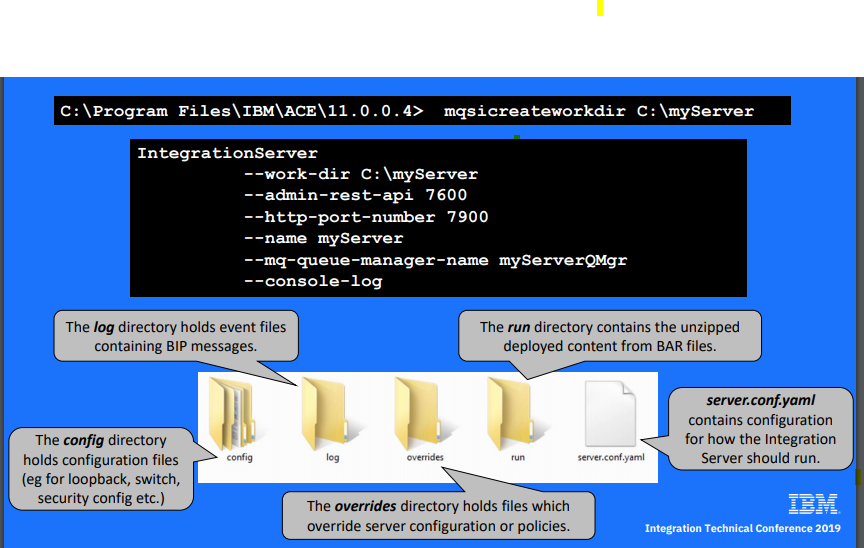 C:\Program Files\IBM\ACE\11.0.0.4>  mqsicreateworkdir C:\myServer
IntegrationServer
--work-dir C:\myServer
--admin-rest-api 7600
--http-port-number 7900
--name myServer
--mq-queue-manager-name myServerQMgr
--console-log
The log directory holds event files
containing BIP messages.
The run directory contains the unzipped
deployed content from BAR files.
server.conf.yaml
contains configuration
for how the Integration
Server should run.
The config directory
holds configuration files
(eg for loopback, switch,
security config etc.)
config
log
overrides
run
server.conf.yaml
The overrides directory holds files which
override server configuration or policies.
IBM
Integration Technical Conference 2019